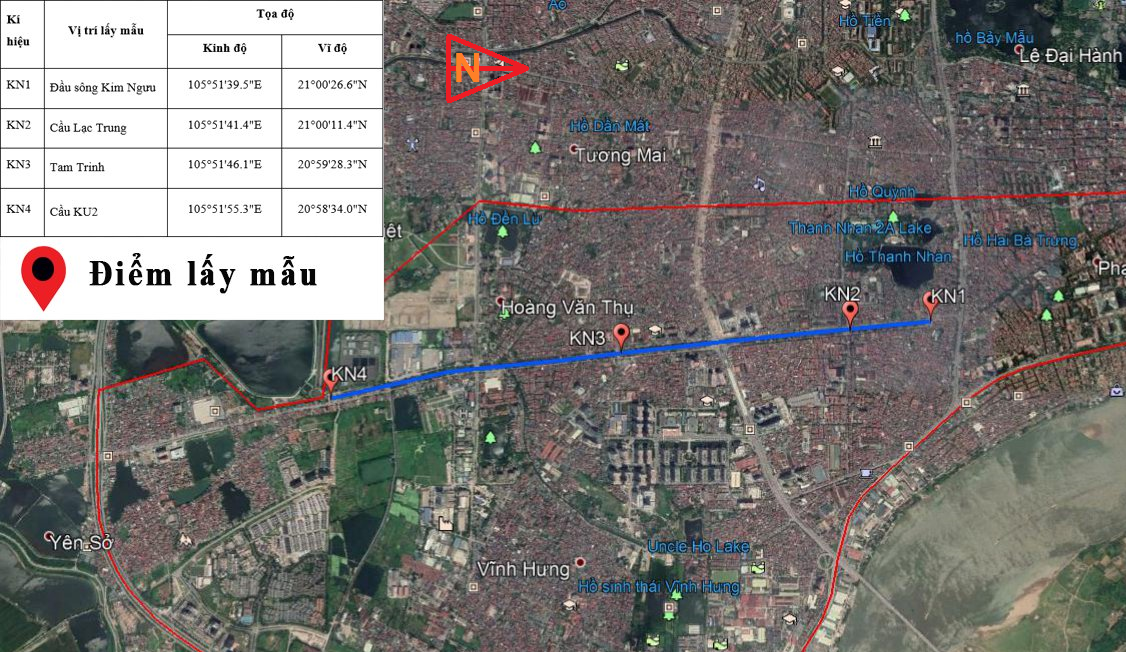 Kí hiệu
Vị trí lấy mẫu
Tọa độ
Kinh độ
Vĩ độ
KN1 Đầu sông Kim Ngưu 105°51'39.5"E 21°00'26.6"N
KN2 Cầu Lạc Trung 105°51'41.4"E 21°00'11.4"N
KN3 Tam Trinh 105°51'46.1"E 20°59'28.3"N
KN4 Cầu KU2 105°51'55.3"E 20°58'34.0"N
Điểm lấy mẫu
N
Ao
Hồ Tiền
hồ Bảy Mẫu
Lê Đai Hành
Hồ Dần Mát
Tương Mai
Hồ Quỳnh
Hồ Đền Lừ
Thanh Nhan 2A Lake
Hồ Hai Bà Trưng
ệt
Hồ Thanh Nhàn
Phạ
Hoàng Văn Thụ
KN2
KN1
KN3
KN4
Yên Sở
Uncle Ho Lake
Vĩnh Hưng
Hồ sinh thái Vĩnh Hưng